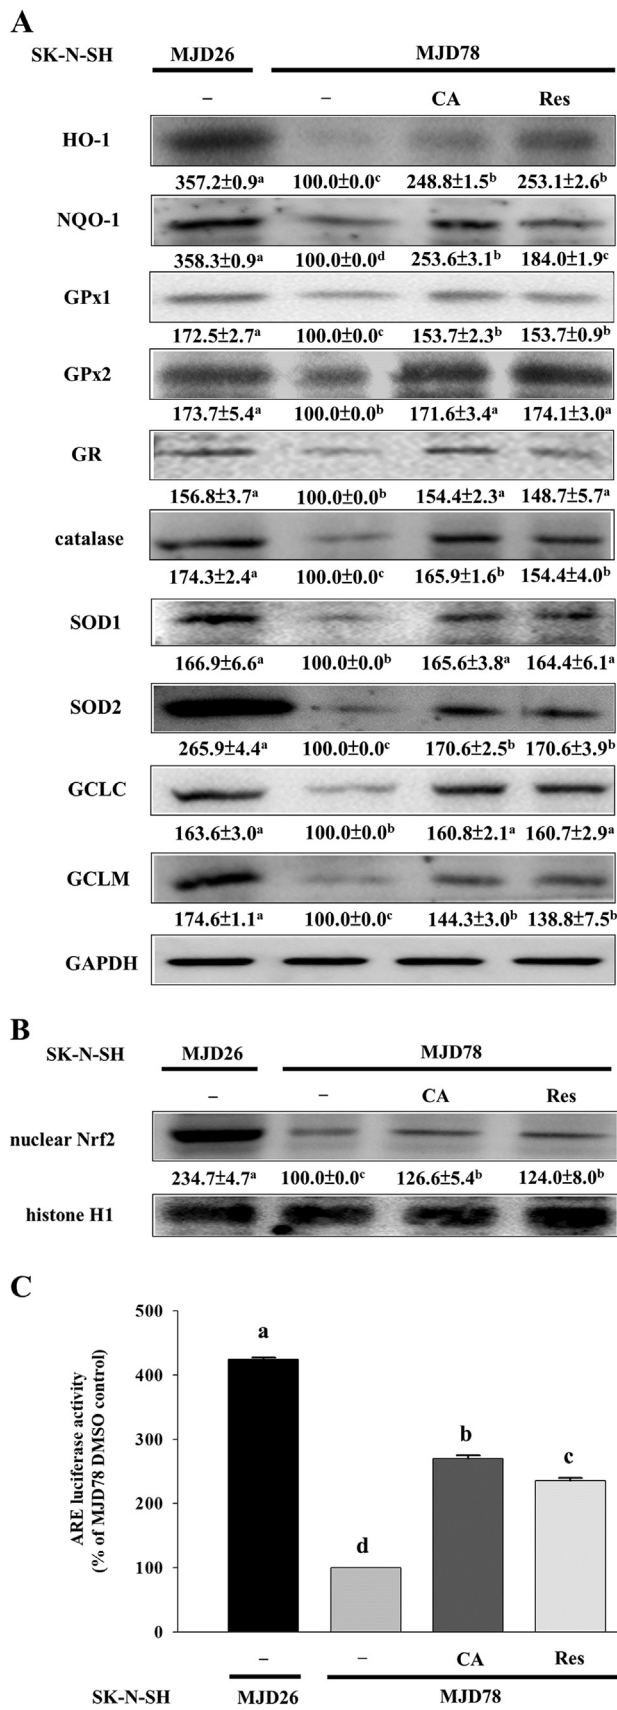 A
SK-N-SH MJD26 MJD78
– – CA Res
HO-1
357.2±0.9a 100.0±0.0c 248.8±1.5b 253.1±2.6b
NQO-1
358.3±0.9a 100.0±0.0d 253.6±3.1b 184.0±1.9c
GPx1
172.5±2.7a 100.0±0.0c 153.7±2.3b 153.7±0.9b
GPx2
173.7±5.4a 100.0±0.0b 171.6±3.4a 174.1±3.0a
GR
156.8±3.7a 100.0±0.0b 154.4±2.3a 148.7±5.7a
catalase
174.3±2.4a 100.0±0.0c 165.9±1.6b 154.4±4.0b
SOD1
166.9±6.6a 100.0±0.0b 165.6±3.8a 164.4±6.1a
SOD2
265.9±4.4a 100.0±0.0c 170.6±2.5b 170.6±3.9b
GCLC
163.6±3.0a 100.0±0.0b 160.8±2.1a 160.7±2.9a
GCLM
174.6±1.1a 100.0±0.0c 144.3±3.0b 138.8±7.5b
GAPDH
B
SK-N-SH MJD26 MJD78
– – CA Res
nuclear Nrf2
234.7±4.7a 100.0±0.0c 126.6±5.4b 124.0±8.0b
histone H1
C
ARE luciferase activity
(% of MJD78 DMSO control)
500
400
300
200
100
0
a
d
b
c
– – CA Res
SK-N-SH MJD26 MJD78